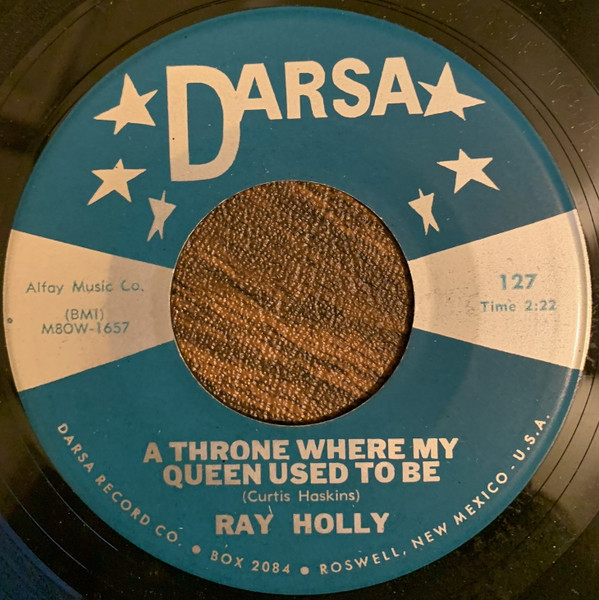 DARSA
Alfay Music Co.
(BMI)
M8OW-1657
127
Time 2:22
A THRONE WHERE MY
QUEEN USED TO BE
(Curtis Haskins)
RAY HOLLY
DARSA RECORD CO. • BOX 2084 • ROSWELL, NEW MEXICO - U.S.A.